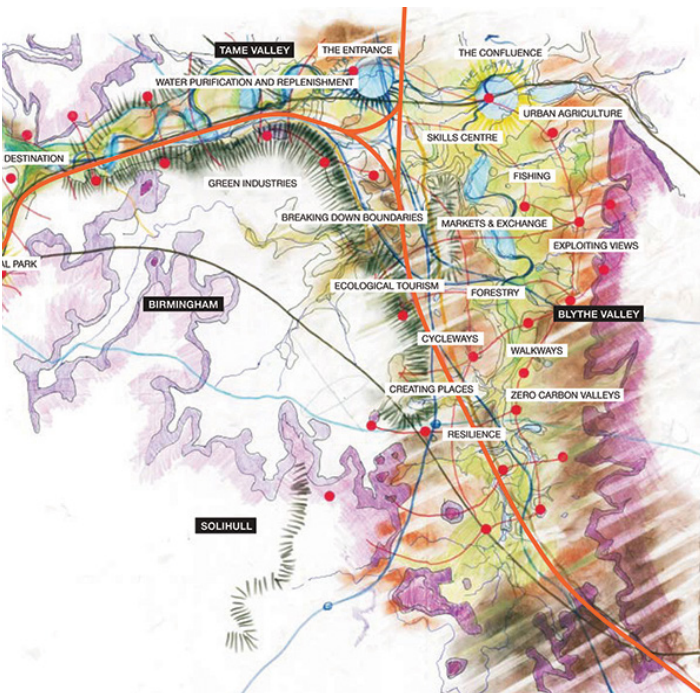 TAME VALLEY
THE ENTRANCE
THE CONFLUENCE
WATER PURIFICATION AND REPLENISHMENT
URBAN AGRICULTURE
SKILLS CENTRE
DESTINATION
FISHING
GREEN INDUSTRIES
BREAKING DOWN BOUNDARIES
MARKETS & EXCHANGE
EXPLOITING VIEWS
AL PARK
ECOLOGICAL TOURISM
FORESTRY
BIRMINGHAM
BLYTHE VALLEY
CYCLEWAYS
WALKWAYS
CREATING PLACES
ZERO CARBON VALLEYS
RESILIENCE
SOLIHULL